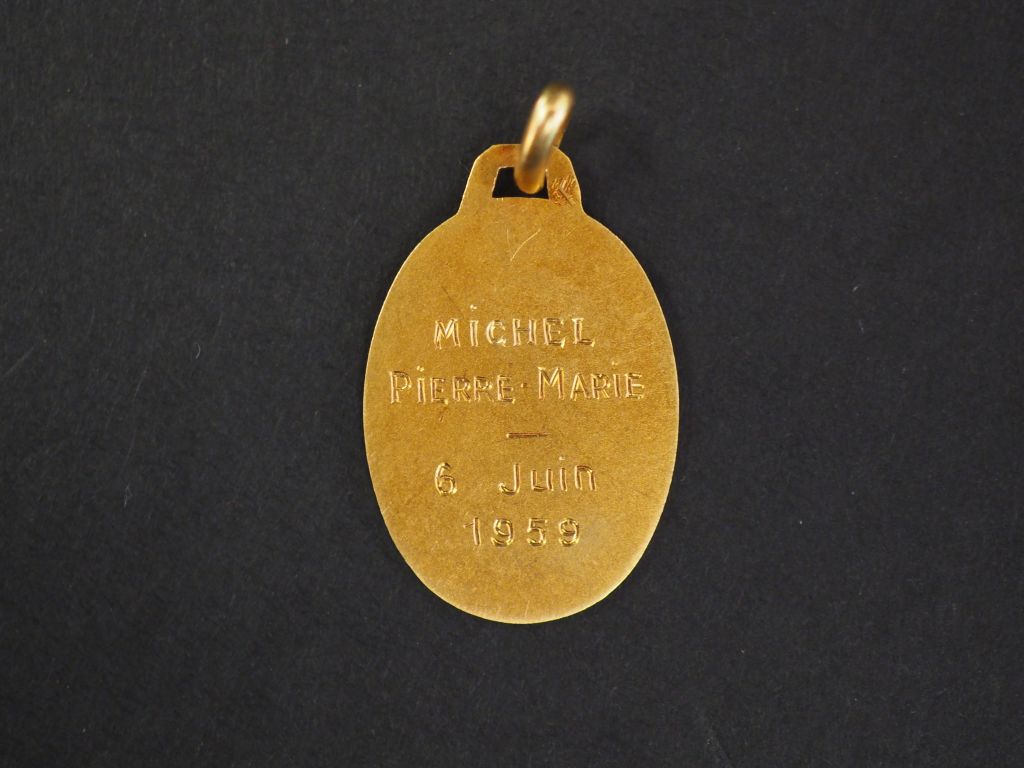 MiCHEL
PiERRE-MARiE
—
6 Juin
1959